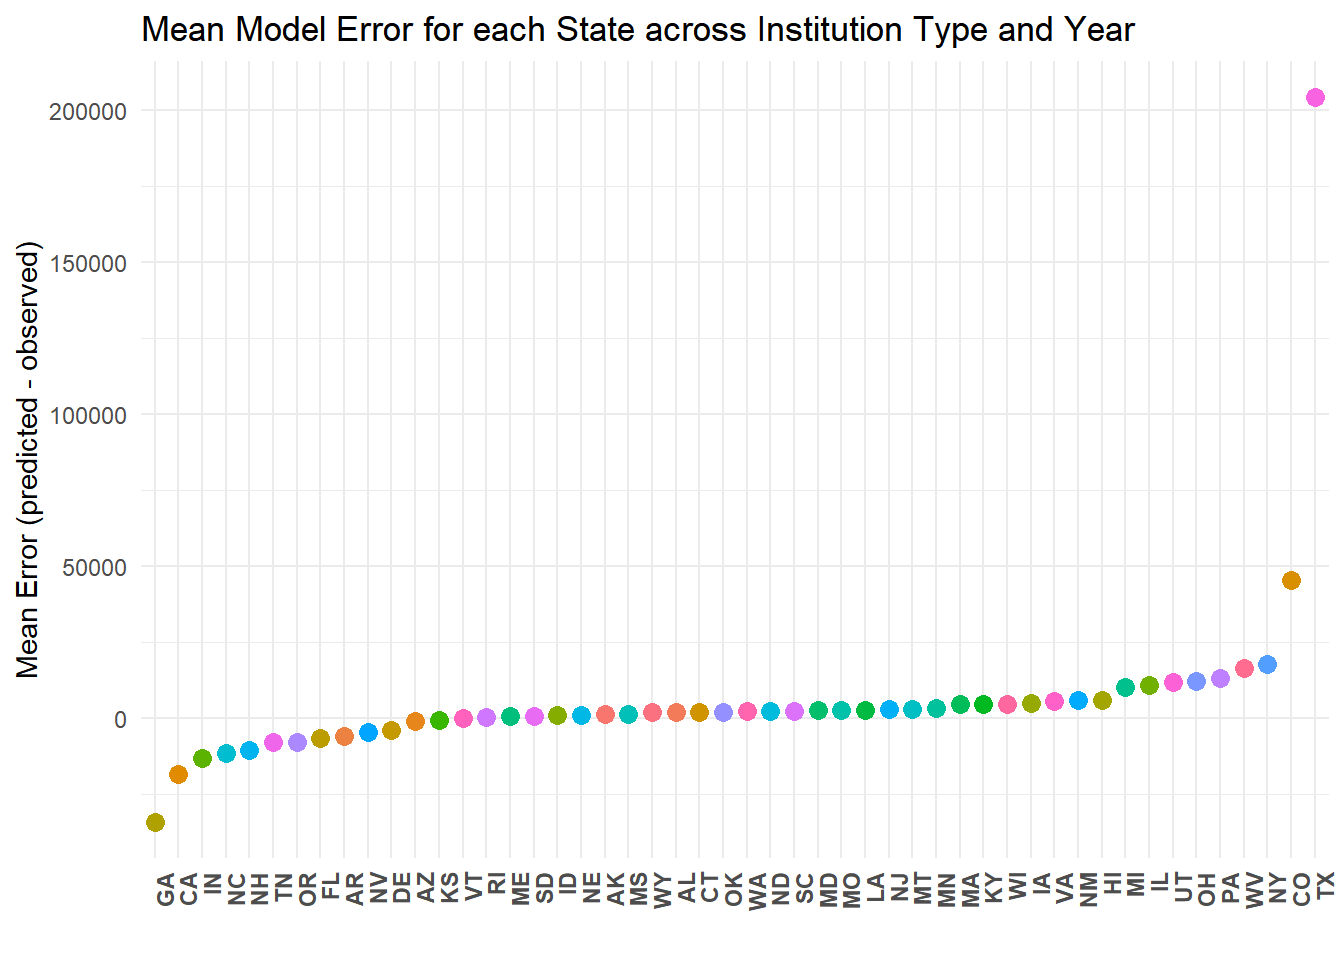 Mean Model Error for each State across Institution Type and Year
Mean Error (predicted - observed)
200000
150000
100000
50000
0
GA CA IN NC NH TN OR FL AR NV DE AZ KS VT RI ME SD ID NE AK MS WY AL CT OK WA ND SC MD MO LA NJ MT MN MA KY WI IA VA NM HI MI IL UT OH PA WV NY CO TX